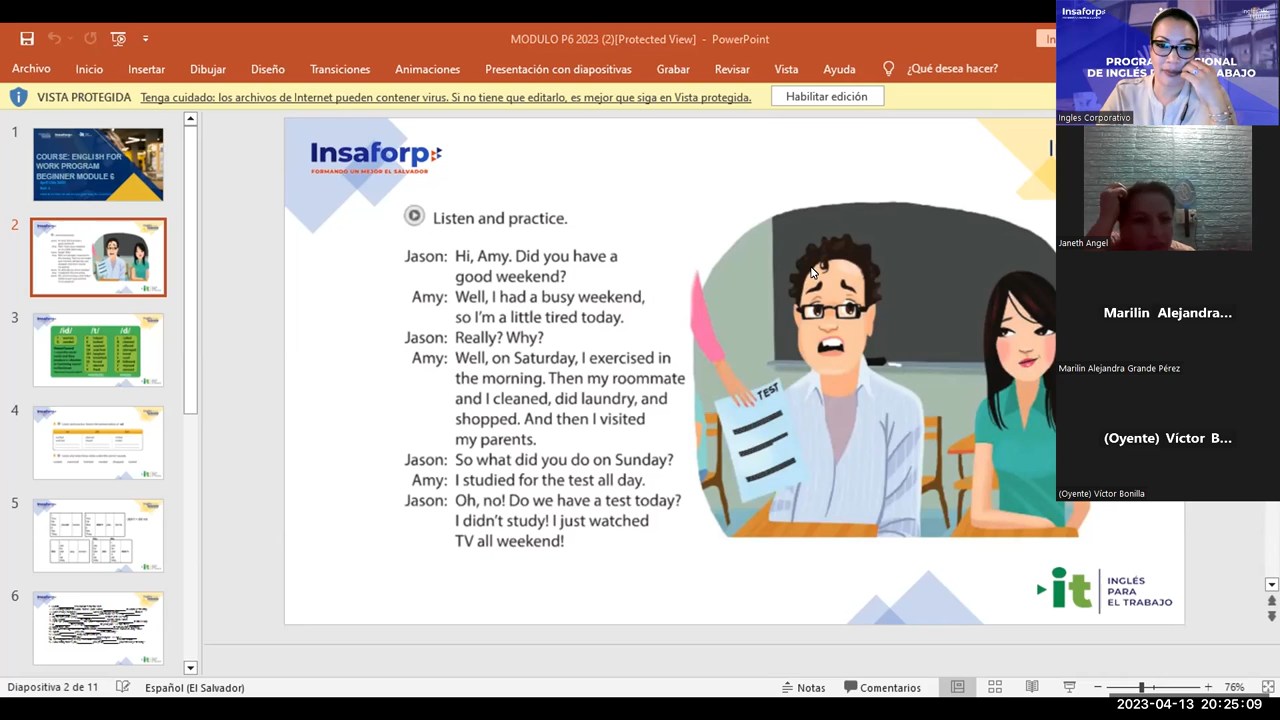 MODULO P6 2023 (2)[Protected View] - PowerPoint
Archivo Inicio Insertar Dibujar Diseño Transiciones Animaciones Presentación con diapositivas Grabar Revisar Vista Ayuda ¿Qué desea hacer?
VISTA PROTEGIDA Tenga cuidado: los archivos de Internet pueden contener virus. Si no tiene que editarlo, es mejor que siga en Vista protegida. Habilitar edición
1
COURSE: ENGLISH FOR
WORK PROGRAM
BEGINNER MODULE 6
2
3
/id/ /t/ /d/
4
5
6
Insaforp
FORMANDO UN MEJOR EL SALVADOR
Listen and practice.
Jason: Hi, Amy. Did you have a
good weekend?
Amy: Well, I had a busy weekend,
so I'm a little tired today.
Jason: Really? Why?
Amy: Well, on Saturday, I exercised in
the morning. Then my roommate
and I cleaned, did laundry, and
shopped. And then I visited
my parents.
Jason: So what did you do on Sunday?
Amy: I studied for the test all day.
Jason: Oh, no! Do we have a test today?
I didn't study! I just watched
TV all weekend!
TEST
it INGLÉS
PARA
EL TRABAJO
Insaforp
Ingles Corporativo
Janeth Angel
Marilin Alejandra...
Marilin Alejandra Grande Pérez
(Oyente) Víctor B...
(Oyente) Víctor Bonilla
Diapositiva 2 de 11 Español (El Salvador) Notas Comentarios 76%
2023-04-13 20:25:09